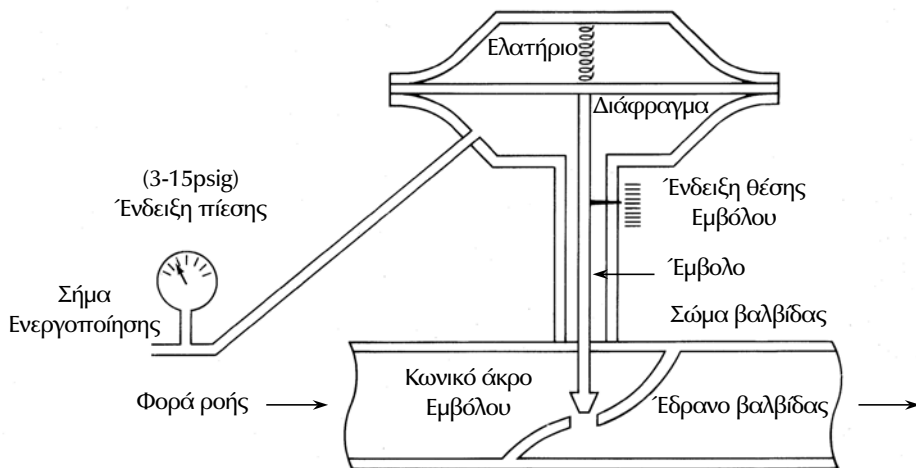 Ελατήριο
Διάφραγμα
(3-15psig)
Ένδειξη πίεσης
Ένδειξη θέσης
Εμβόλου
Έμβολο
Σήμα
Ενεργοποίησης
Σώμα βαλβίδας
Κωνικό άκρο
Εμβόλου
Φορά ροής
Έδρανο βαλβίδας